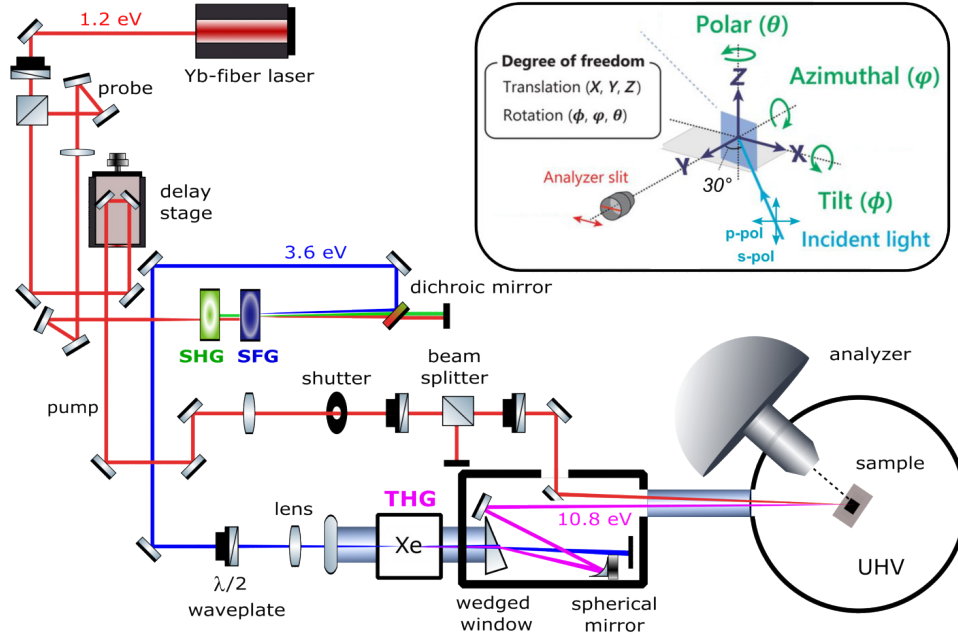 1.2 eV
Yb-fiber laser
probe
delay
stage
3.6 eV
dichroic mirror
SHG
SFG
pump
shutter
beam
splitter
analyzer
sample
UHV
THG
lens
Xe
10.8 eV
λ/2
waveplate
wedged
window
spherical
mirror
Degree of freedom
Translation (X, Y, Z)
Rotation (ϕ, φ, θ)
Polar (θ)
Z
Azimuthal (φ)
Y
X
30°
Analyzer slit
Tilt (ϕ)
p-pol
Incident light
s-pol